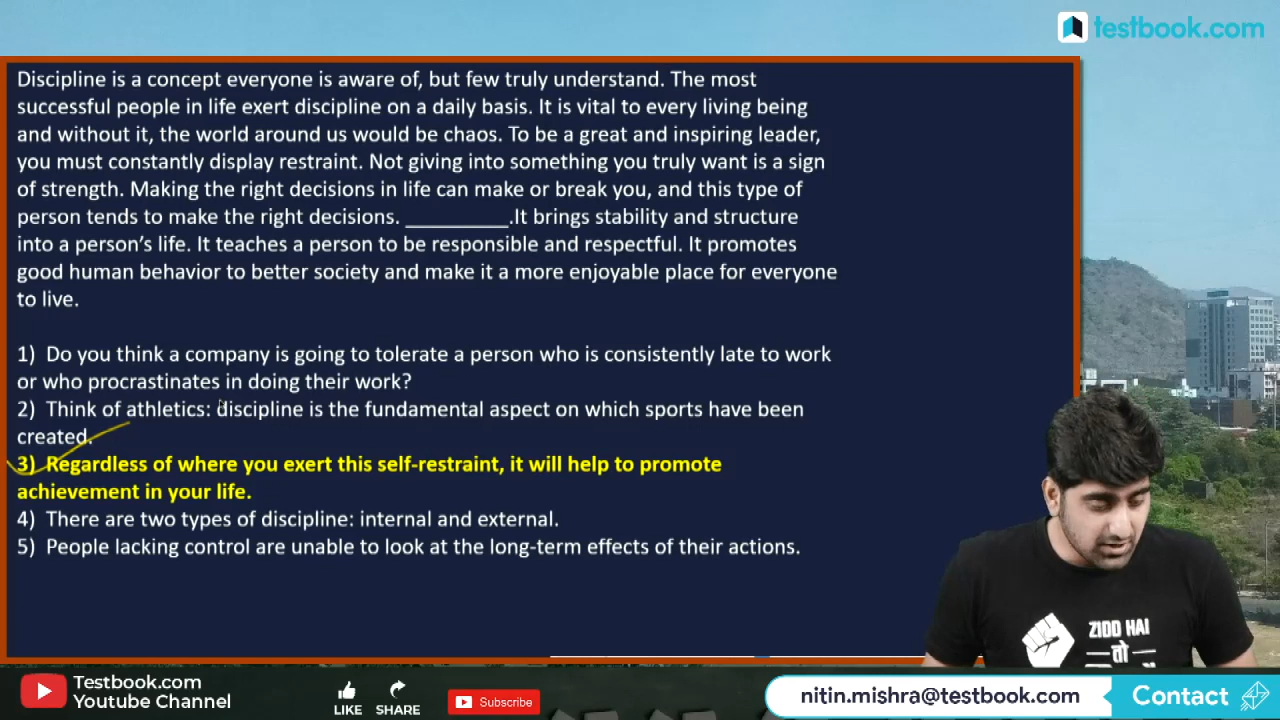 testbook.com
Discipline is a concept everyone is aware of, but few truly understand. The most
successful people in life exert discipline on a daily basis. It is vital to every living being
and without it, the world around us would be chaos. To be a great and inspiring leader,
you must constantly display restraint. Not giving into something you truly want is a sign
of strength. Making the right decisions in life can make or break you, and this type of
person tends to make the right decisions. __________.It brings stability and structure
into a person's life. It teaches a person to be responsible and respectful. It promotes
good human behavior to better society and make it a more enjoyable place for everyone
to live.
1) Do you think a company is going to tolerate a person who is consistently late to work
or who procrastinates in doing their work?
2) Think of athletics: discipline is the fundamental aspect on which sports have been
created.
3) Regardless of where you exert this self-restraint, it will help to promote
achievement in your life.
4) There are two types of discipline: internal and external.
5) People lacking control are unable to look at the long-term effects of their actions.
ZIDD HAI
तो
Testbook.com
Youtube Channel
LIKE
SHARE
Subscribe
nitin.mishra@testbook.com
Contact